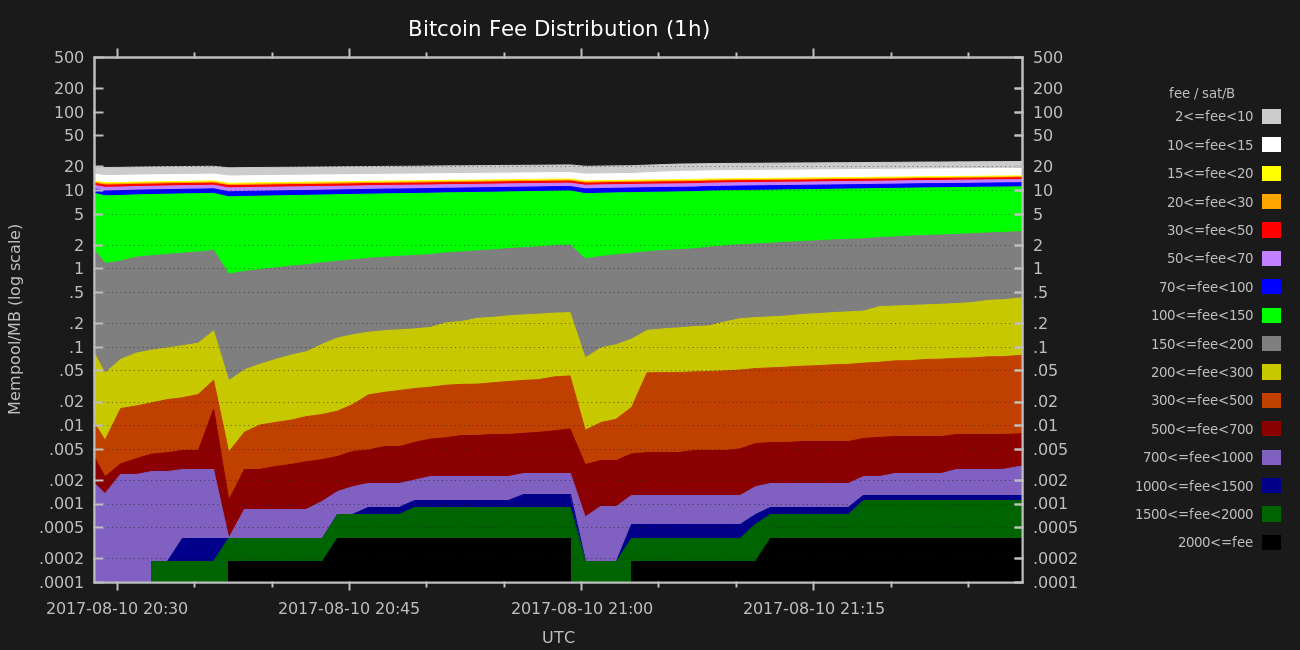 Bitcoin Fee Distribution (1h)
Mempool/MB (log scale)
500
200
100
50
20
10
5
2
1
.5
.2
.1
.05
.02
.01
.005
.002
.001
.0005
.0002
.0001
500
200
100
50
20
10
5
2
1
.5
.2
.1
.05
.02
.01
.005
.002
.001
.0005
.0002
.0001
fee / sat/B
2<=fee<10
10<=fee<15
15<=fee<20
20<=fee<30
30<=fee<50
50<=fee<70
70<=fee<100
100<=fee<150
150<=fee<200
200<=fee<300
300<=fee<500
500<=fee<700
700<=fee<1000
1000<=fee<1500
1500<=fee<2000
2000<=fee
2017-08-10 20:30 2017-08-10 20:45 2017-08-10 21:00 2017-08-10 21:15
UTC